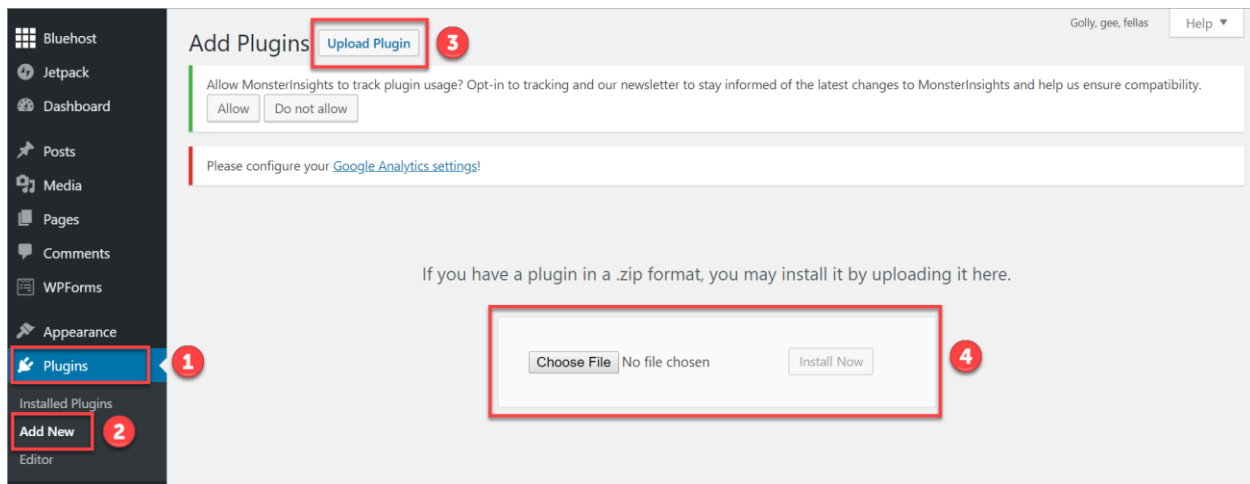 Bluehost
Jetpack
Dashboard
Posts
Media
Pages
Comments
WPForms
Appearance
Plugins
1
Installed Plugins
Add New
2
Editor
Golly, gee, fellas
Help ▼
Add Plugins Upload Plugin
3
Allow MonsterInsights to track plugin usage? Opt-in to tracking and our newsletter to stay informed of the latest changes to MonsterInsights and help us ensure compatibility.
Allow Do not allow
Please configure your Google Analytics settings!
If you have a plugin in a .zip format, you may install it by uploading it here.
Choose File No file chosen Install Now
4